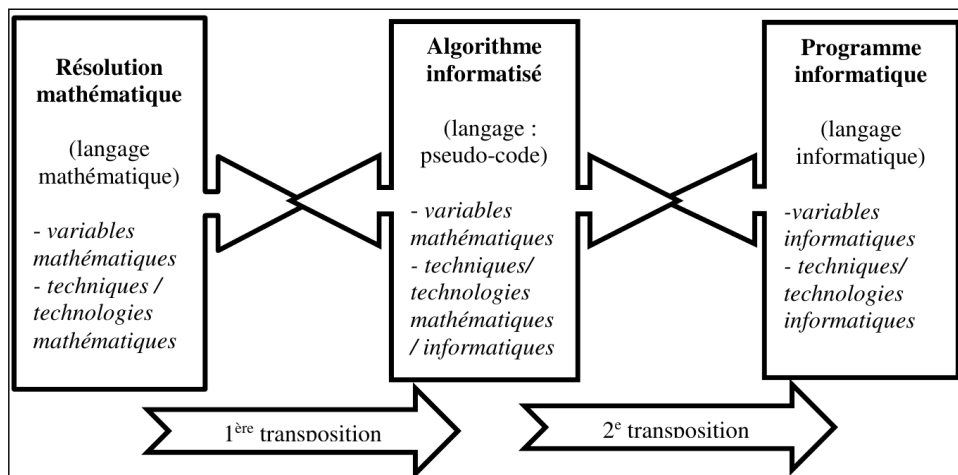 Résolution
mathématique
(langage
mathématique)
- variables
mathématiques
- techniques /
technologies
mathématiques
Algorithme
informatisé
(langage :
pseudo-code)
- variables
mathématiques
- techniques/
technologies
mathématiques
/ informatiques
Programme
informatique
(langage
informatique)
-variables
informatiques
- techniques/
technologies
informatiques
1ère transposition
2e transposition